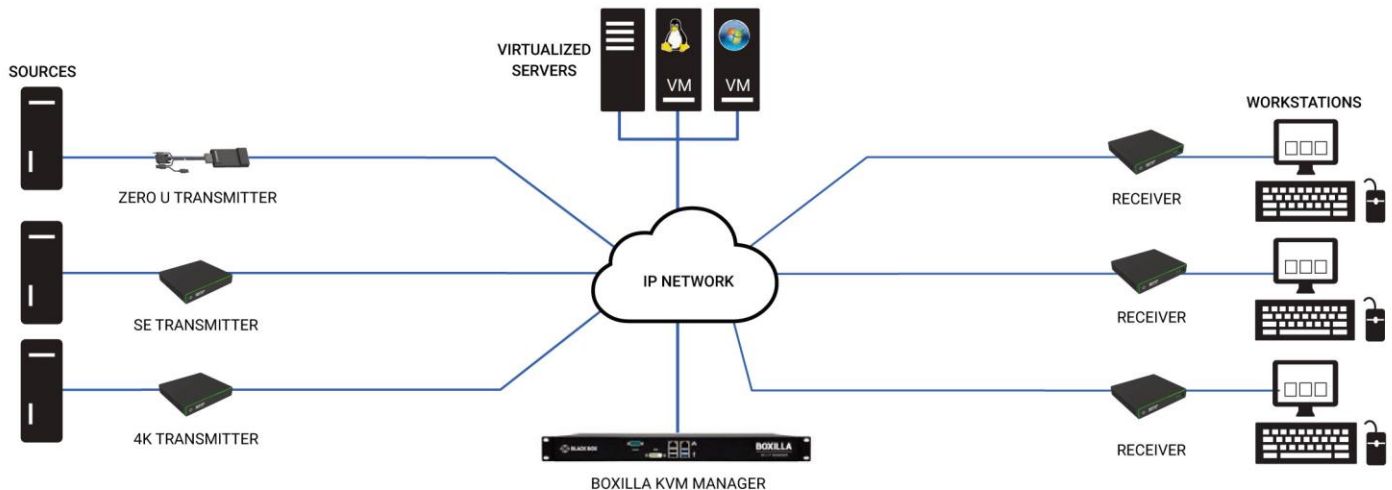 SOURCES
ZERO U TRANSMITTER
SE TRANSMITTER
4K TRANSMITTER
VIRTUALIZED
SERVERS
VM
VM
IP NETWORK
BLACK BOX
BOXILLA
BOXILLA KVM MANAGER
WORKSTATIONS
RECEIVER
RECEIVER
RECEIVER